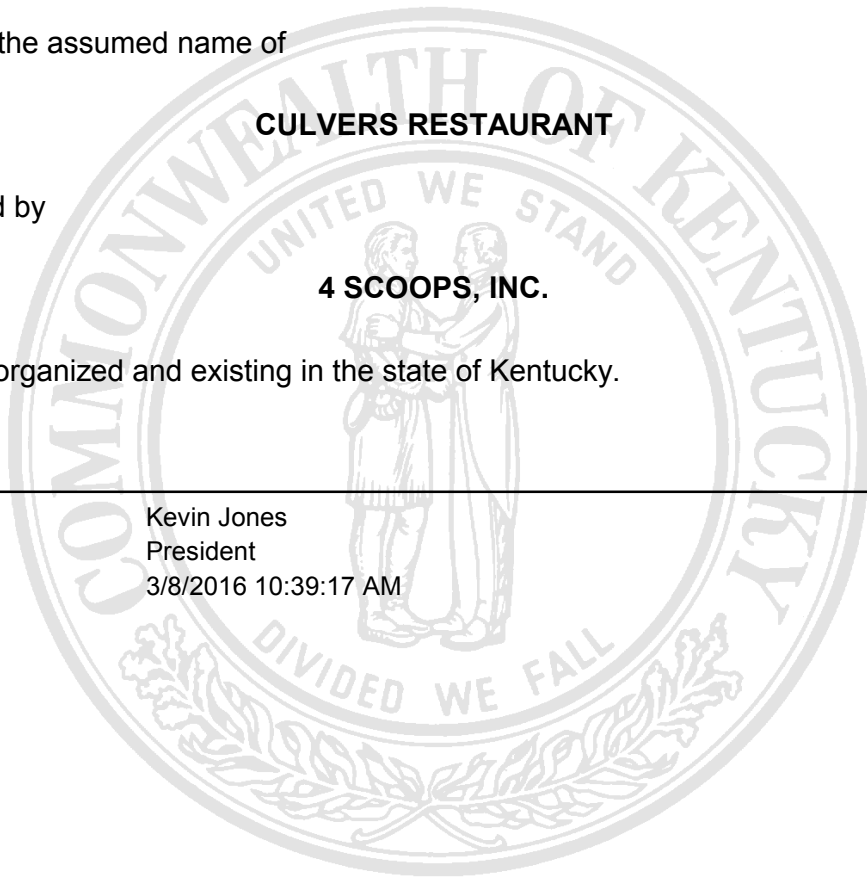 the assumed name of
CULVERS RESTAURANT
d by
4 SCOOPS, INC.
organized and existing in the state of Kentucky.
Kevin Jones
President
3/8/2016 10:39:17 AM
COMMONWEALTH OF KENTUCKY
UNITED WE STAND
DIVIDED WE FALL